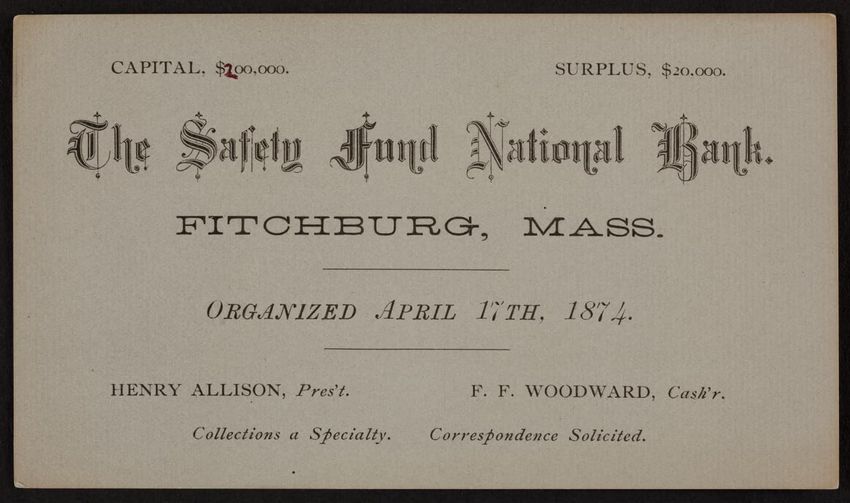 CAPITAL, $200,000. SURPLUS, $20,000.
The Safety Fund National Bank.
FITCHBURG, MASS.
ORGANIZED APRIL 17TH, 1874.
HENRY ALLISON, Pres't. F. F. WOODWARD, Cash'r.
Collections a Specialty. Correspondence Solicited.